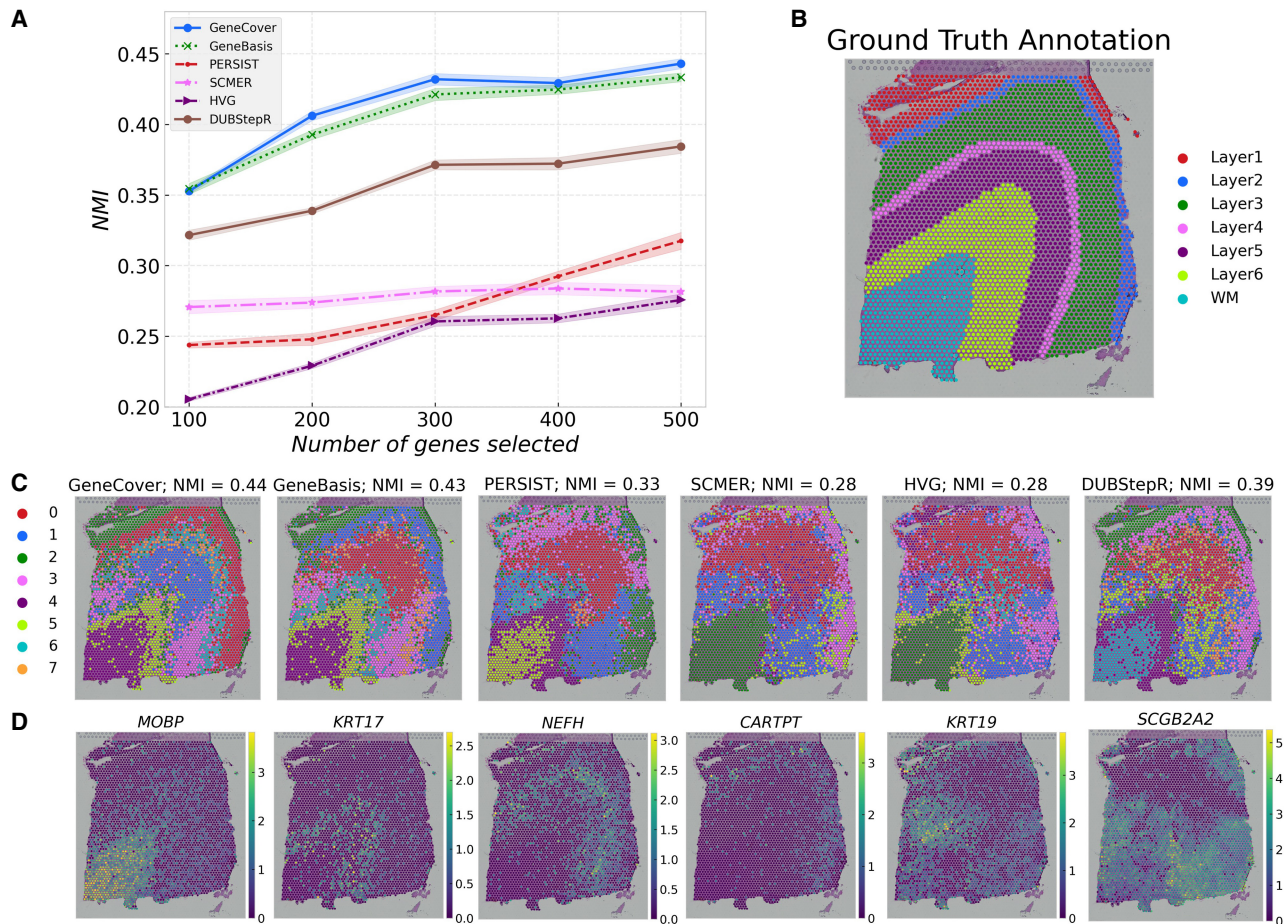 A
GeneCover
GeneBasis
PERSIST
SCMER
HVG
DUBStepR
0.45
0.40
0.35
0.30
0.25
0.20
NMI
100 200 300 400 500
Number of genes selected
B
Ground Truth Annotation
Layer1
Layer2
Layer3
Layer4
Layer5
Layer6
WM
C
GeneCover; NMI = 0.44 GeneBasis; NMI = 0.43 PERSIST; NMI = 0.33 SCMER; NMI = 0.28 HVG; NMI = 0.28 DUBStepR; NMI = 0.39
0
1
2
3
4
5
6
7
D
MOBP KRT17 NEFH CARTPT KRT19 SCGB2A2
3
2
1
0
2.5
2.0
1.5
1.0
0.5
0.0
3.0
2.5
2.0
1.5
1.0
0.5
0.0
3
2
1
0
3
2
1
0
5
4
3
2
1
0